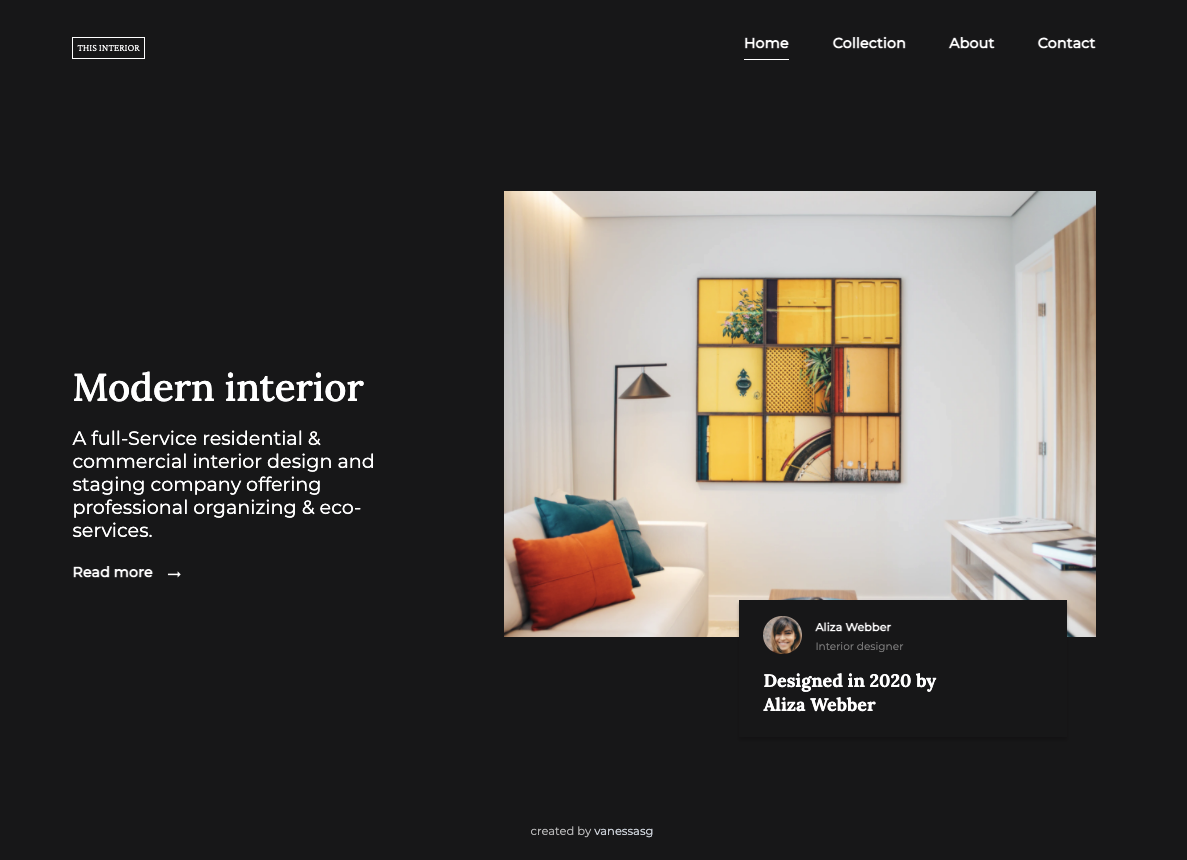 THIS INTERIOR
Home Collection About Contact
Modern interior
A full-Service residential &
commercial interior design and
staging company offering
professional organizing & eco-
services.
Read more →
Aliza Webber
Interior designer
Designed in 2020 by
Aliza Webber
created by vanessasg